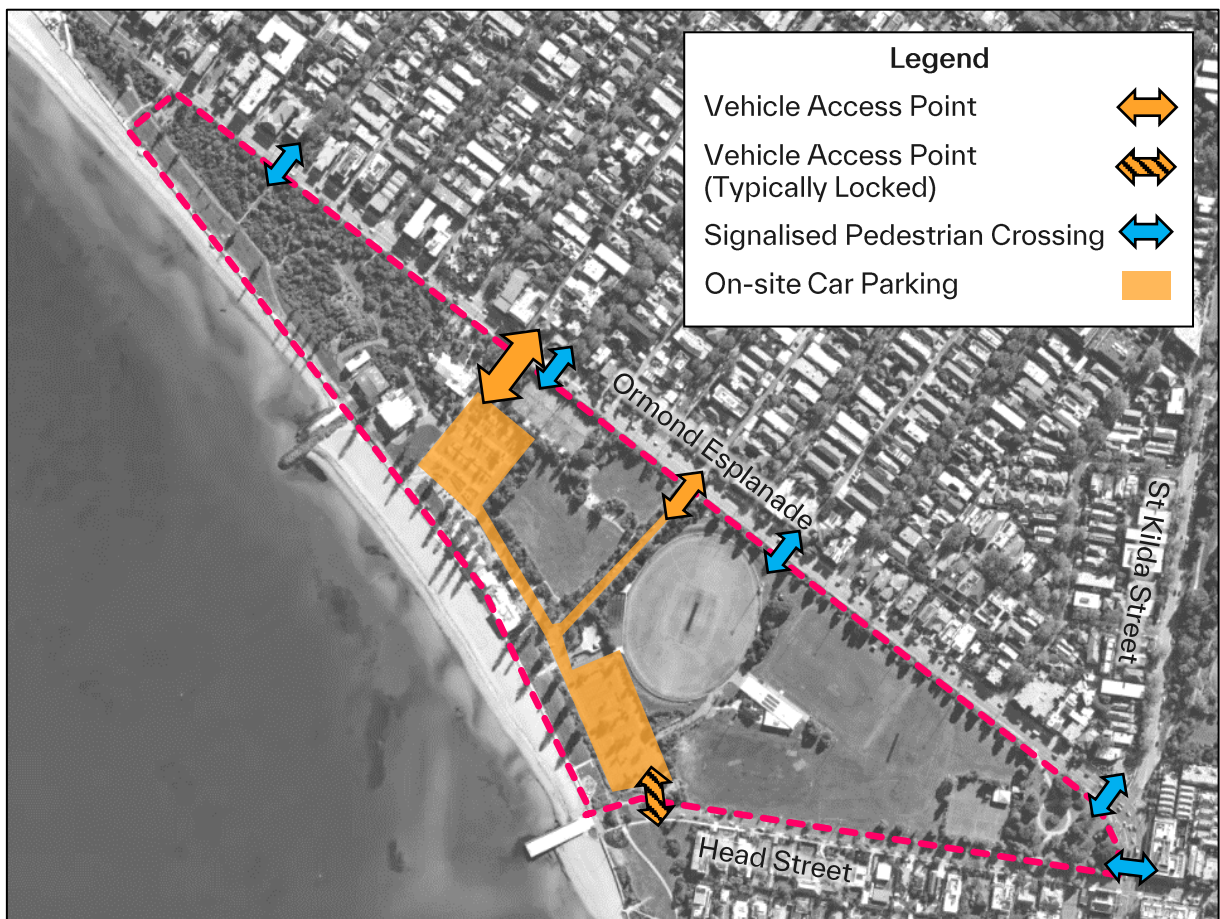 Legend
Vehicle Access Point
Vehicle Access Point
(Typically Locked)
Signalised Pedestrian Crossing
On-site Car Parking
Ormond Esplanade
St Kilda Street
Head Street